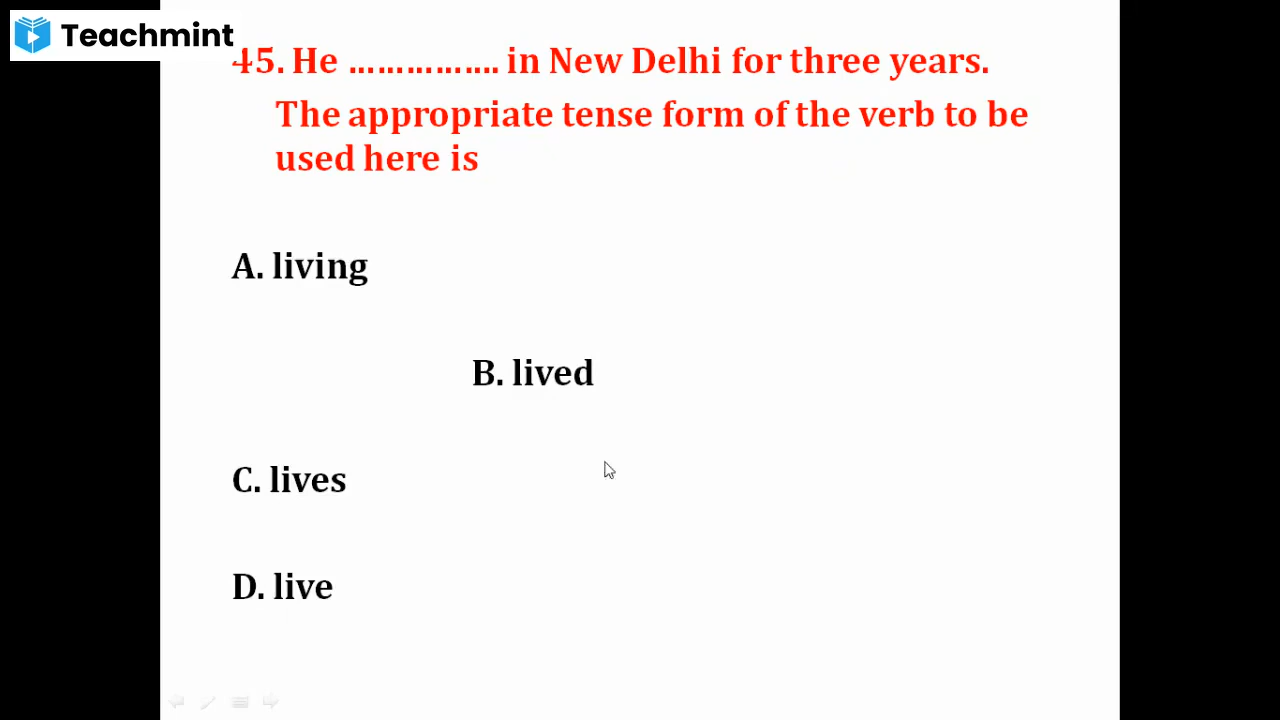 Teachmint
45. He ................ in New Delhi for three years.
The appropriate tense form of the verb to be
used here is
A. living
B. lived
C. lives
D. live